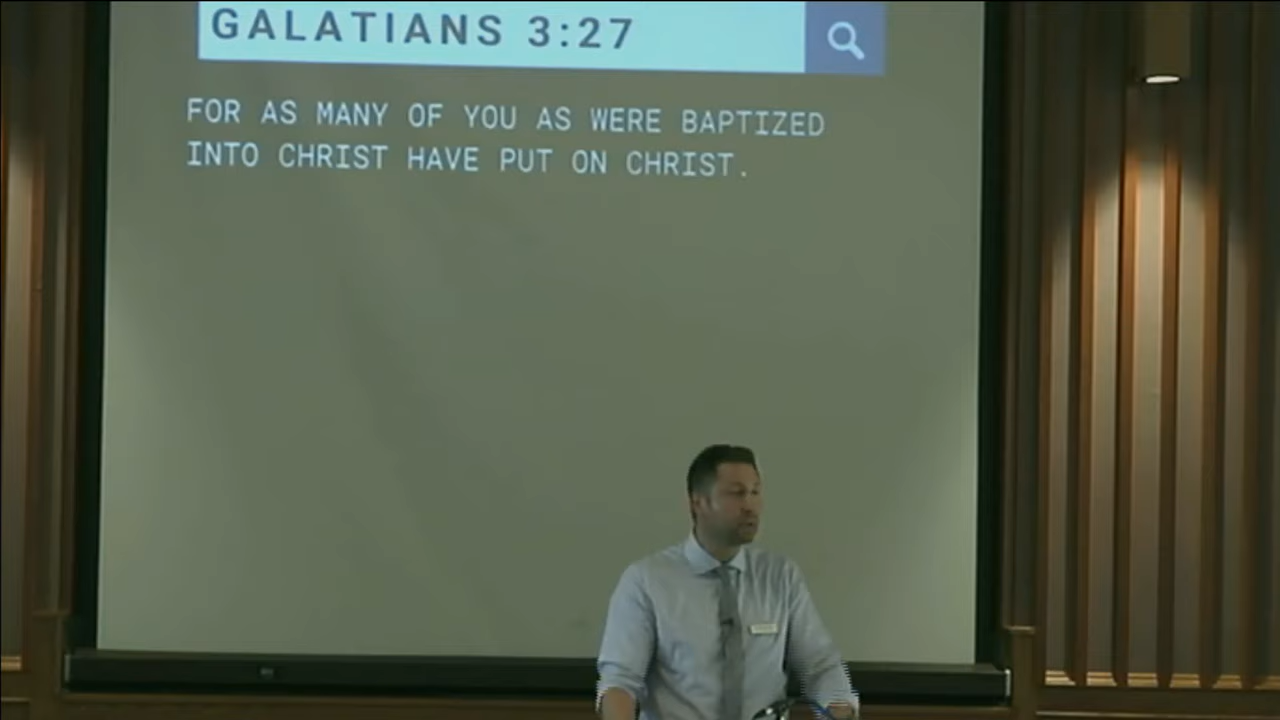 GALATIANS 3:27
FOR AS MANY OF YOU AS WERE BAPTIZED
INTO CHRIST HAVE PUT ON CHRIST.